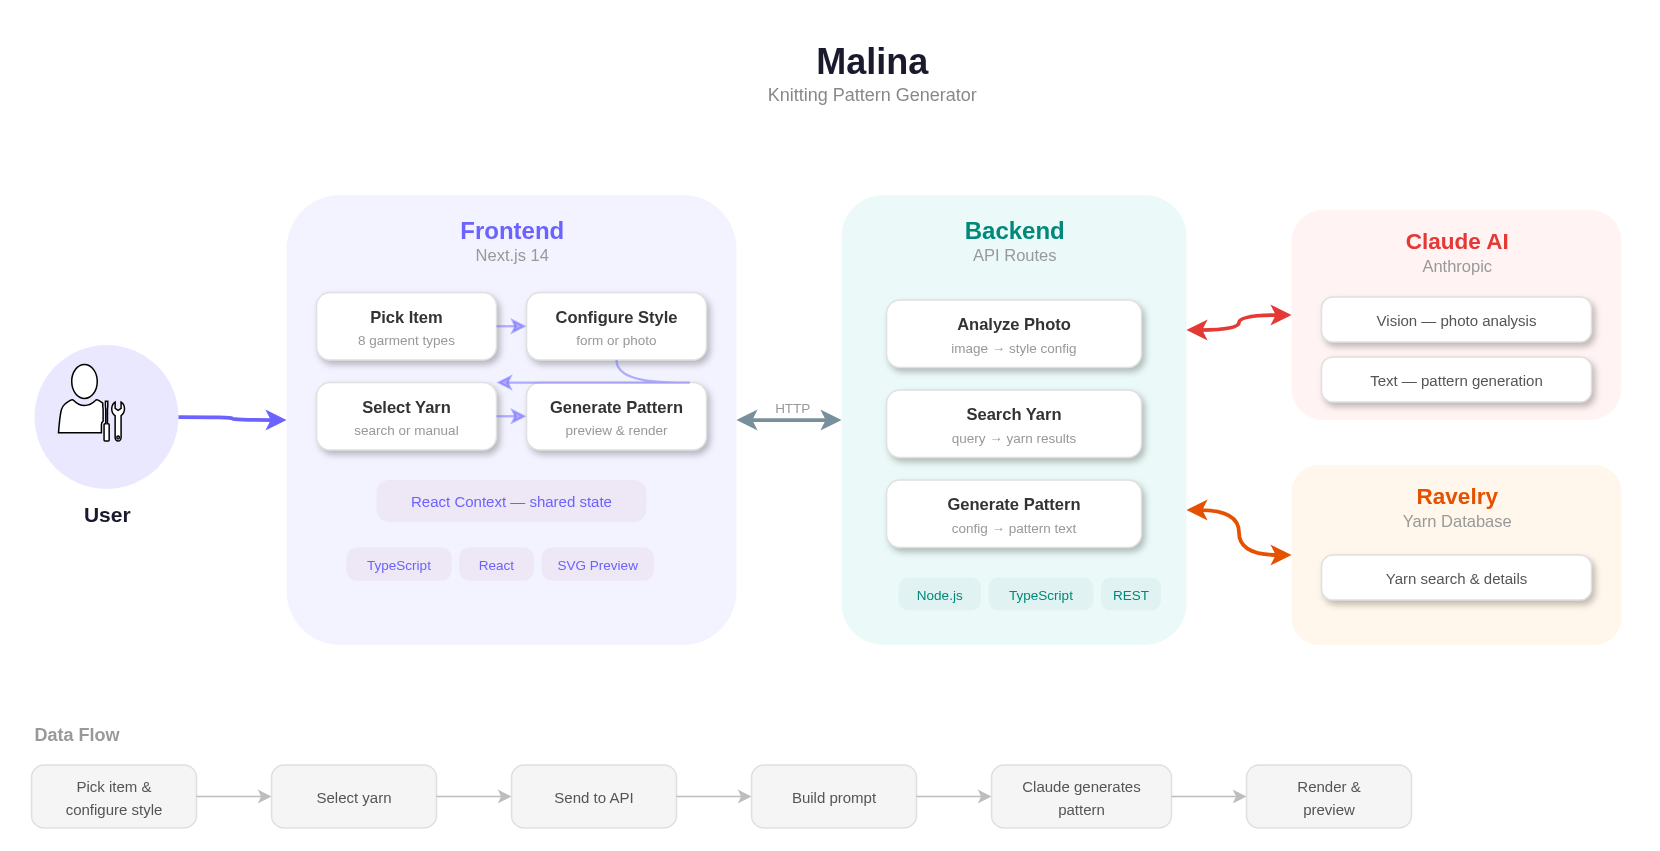 Malina
Knitting Pattern Generator
Frontend
Next.js 14
Pick Item
8 garment types
Configure Style
form or photo
Select Yarn
search or manual
Generate Pattern
preview & render
React Context — shared state
TypeScript
React
SVG Preview
User
HTTP
Backend
API Routes
Analyze Photo
image → style config
Search Yarn
query → yarn results
Generate Pattern
config → pattern text
Node.js
TypeScript
REST
Claude AI
Anthropic
Vision — photo analysis
Text — pattern generation
Ravelry
Yarn Database
Yarn search & details
Data Flow
Pick item &
configure style
Select yarn
Send to API
Build prompt
Claude generates
pattern
Render &
preview